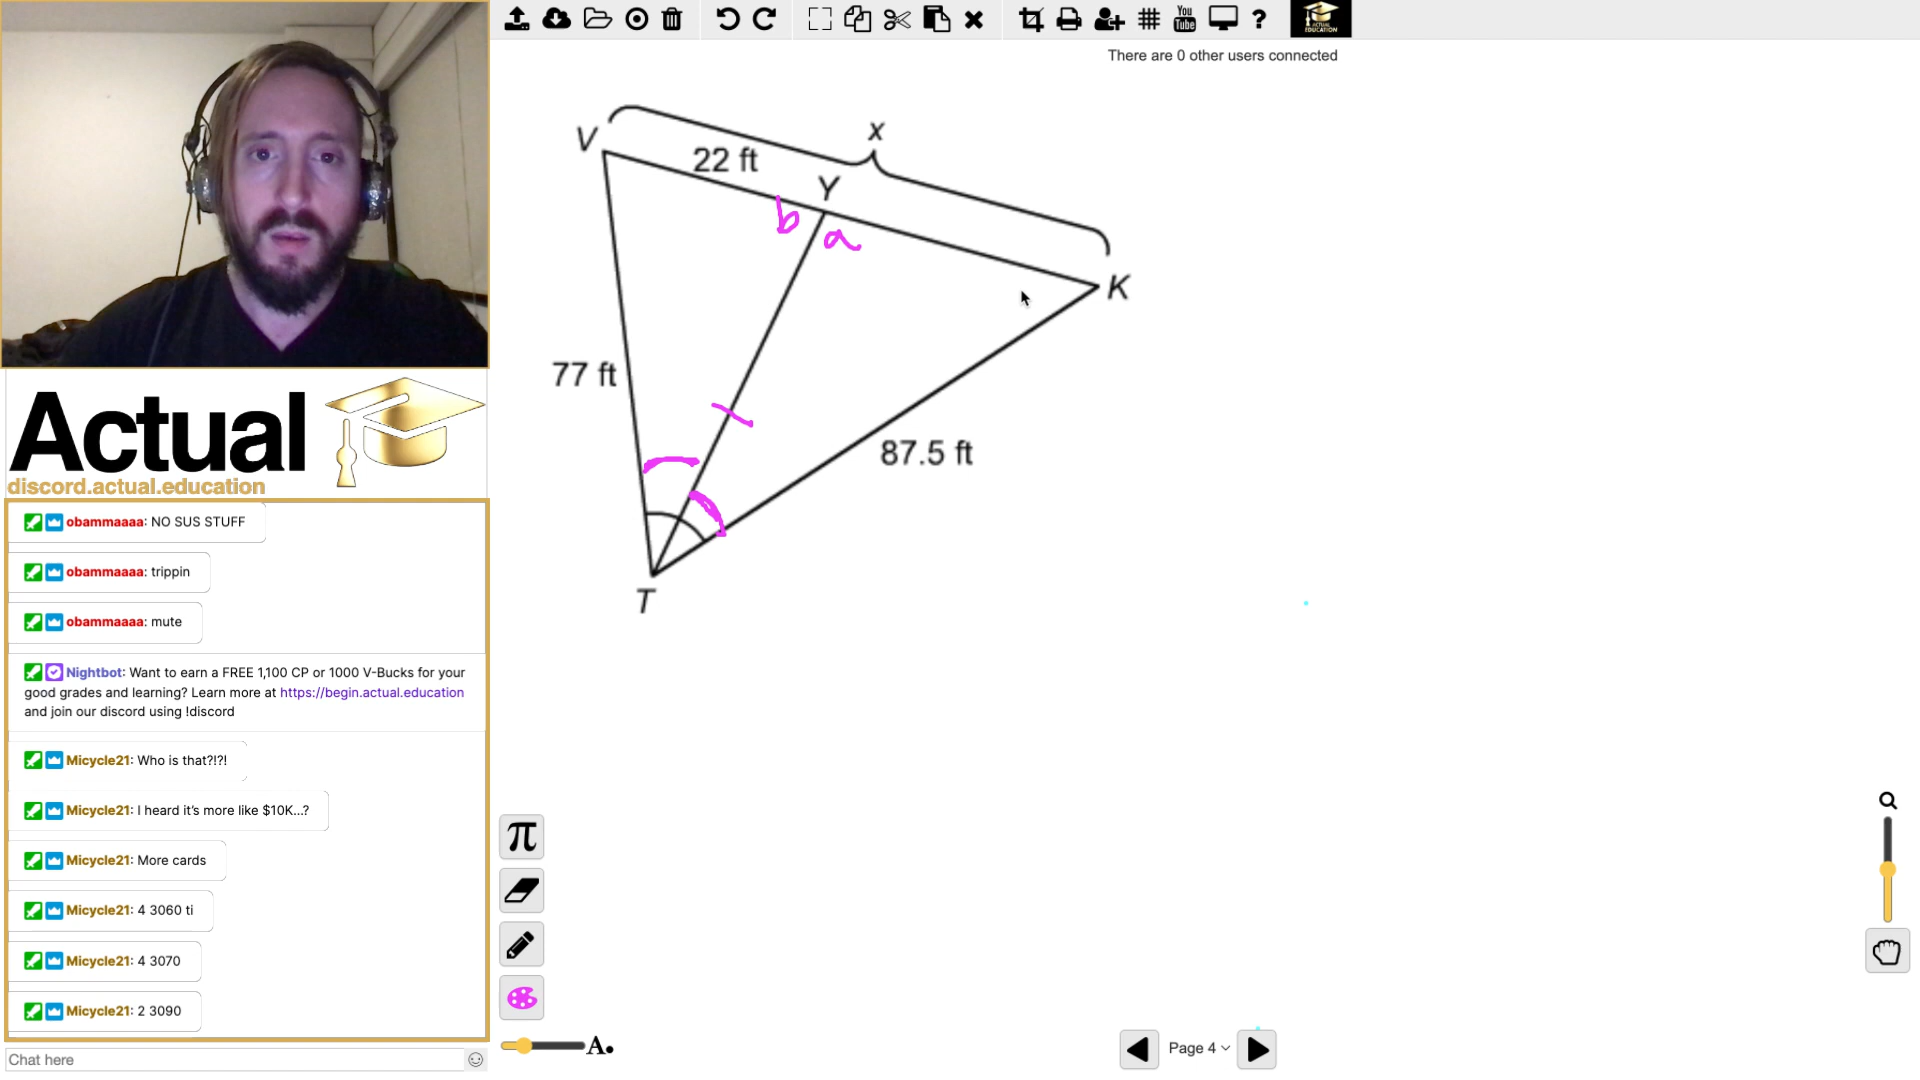 You
Tube
ACTUAL
EDUCATION
There are 0 other users connected
V
22 ft
x
Y
b
a
K
77 ft
87.5 ft
T
Actual
discord.actual.education
obammaaaa: NO SUS STUFF
obammaaaa: trippin
obammaaaa: mute
Nightbot: Want to earn a FREE 1,100 CP or 1000 V-Bucks for your
good grades and learning? Learn more at https://begin.actual.education
and join our discord using !discord
Micycle21: Who is that?!?!
Micycle21: I heard it’s more like $10K...?
Micycle21: More cards
Micycle21: 4 3060 ti
Micycle21: 4 3070
Micycle21: 2 3090
Chat here
π
A
Page 4